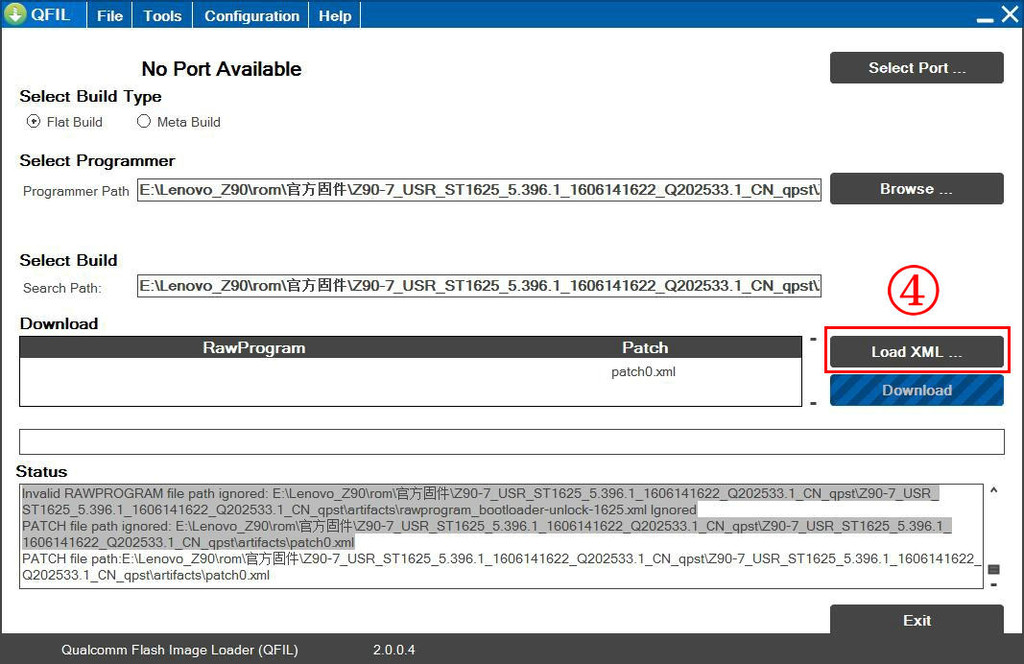 QFIL File Tools Configuration Help
No Port Available
Select Port ...
Select Build Type
Flat Build Meta Build
Select Programmer
Programmer Path E:\Lenovo_Z90\rom\官方固件\Z90-7_USR_ST1625_5.396.1_1606141622_Q202533.1_CN_qpst\ Browse ...
Select Build
Search Path: E:\Lenovo_Z90\rom\官方固件\Z90-7_USR_ST1625_5.396.1_1606141622_Q202533.1_CN_qpst\
④
Download
RawProgram Patch
Load XML ...
patch0.xml
Download
Status
Invalid RAWPROGRAM file path ignored: E:\Lenovo_Z90\rom\官方固件\Z90-7_USR_ST1625_5.396.1_1606141622_Q202533.1_CN_qpst\Z90-7_USR_
ST1625_5.396.1_1606141622_Q202533.1_CN_qpst\artifacts\rawprogram_bootloader-unlock-1625.xml Ignored
PATCH file path ignored: E:\Lenovo_Z90\rom\官方固件\Z90-7_USR_ST1625_5.396.1_1606141622_Q202533.1_CN_qpst\Z90-7_USR_ST1625_5.396.1_
1606141622_Q202533.1_CN_qpst\artifacts\patch0.xml
PATCH file path:E:\Lenovo_Z90\rom\官方固件\Z90-7_USR_ST1625_5.396.1_1606141622_Q202533.1_CN_qpst\Z90-7_USR_ST1625_5.396.1_1606141622_
Q202533.1_CN_qpst\artifacts\patch0.xml
Exit
Qualcomm Flash Image Loader (QFIL) 2.0.0.4